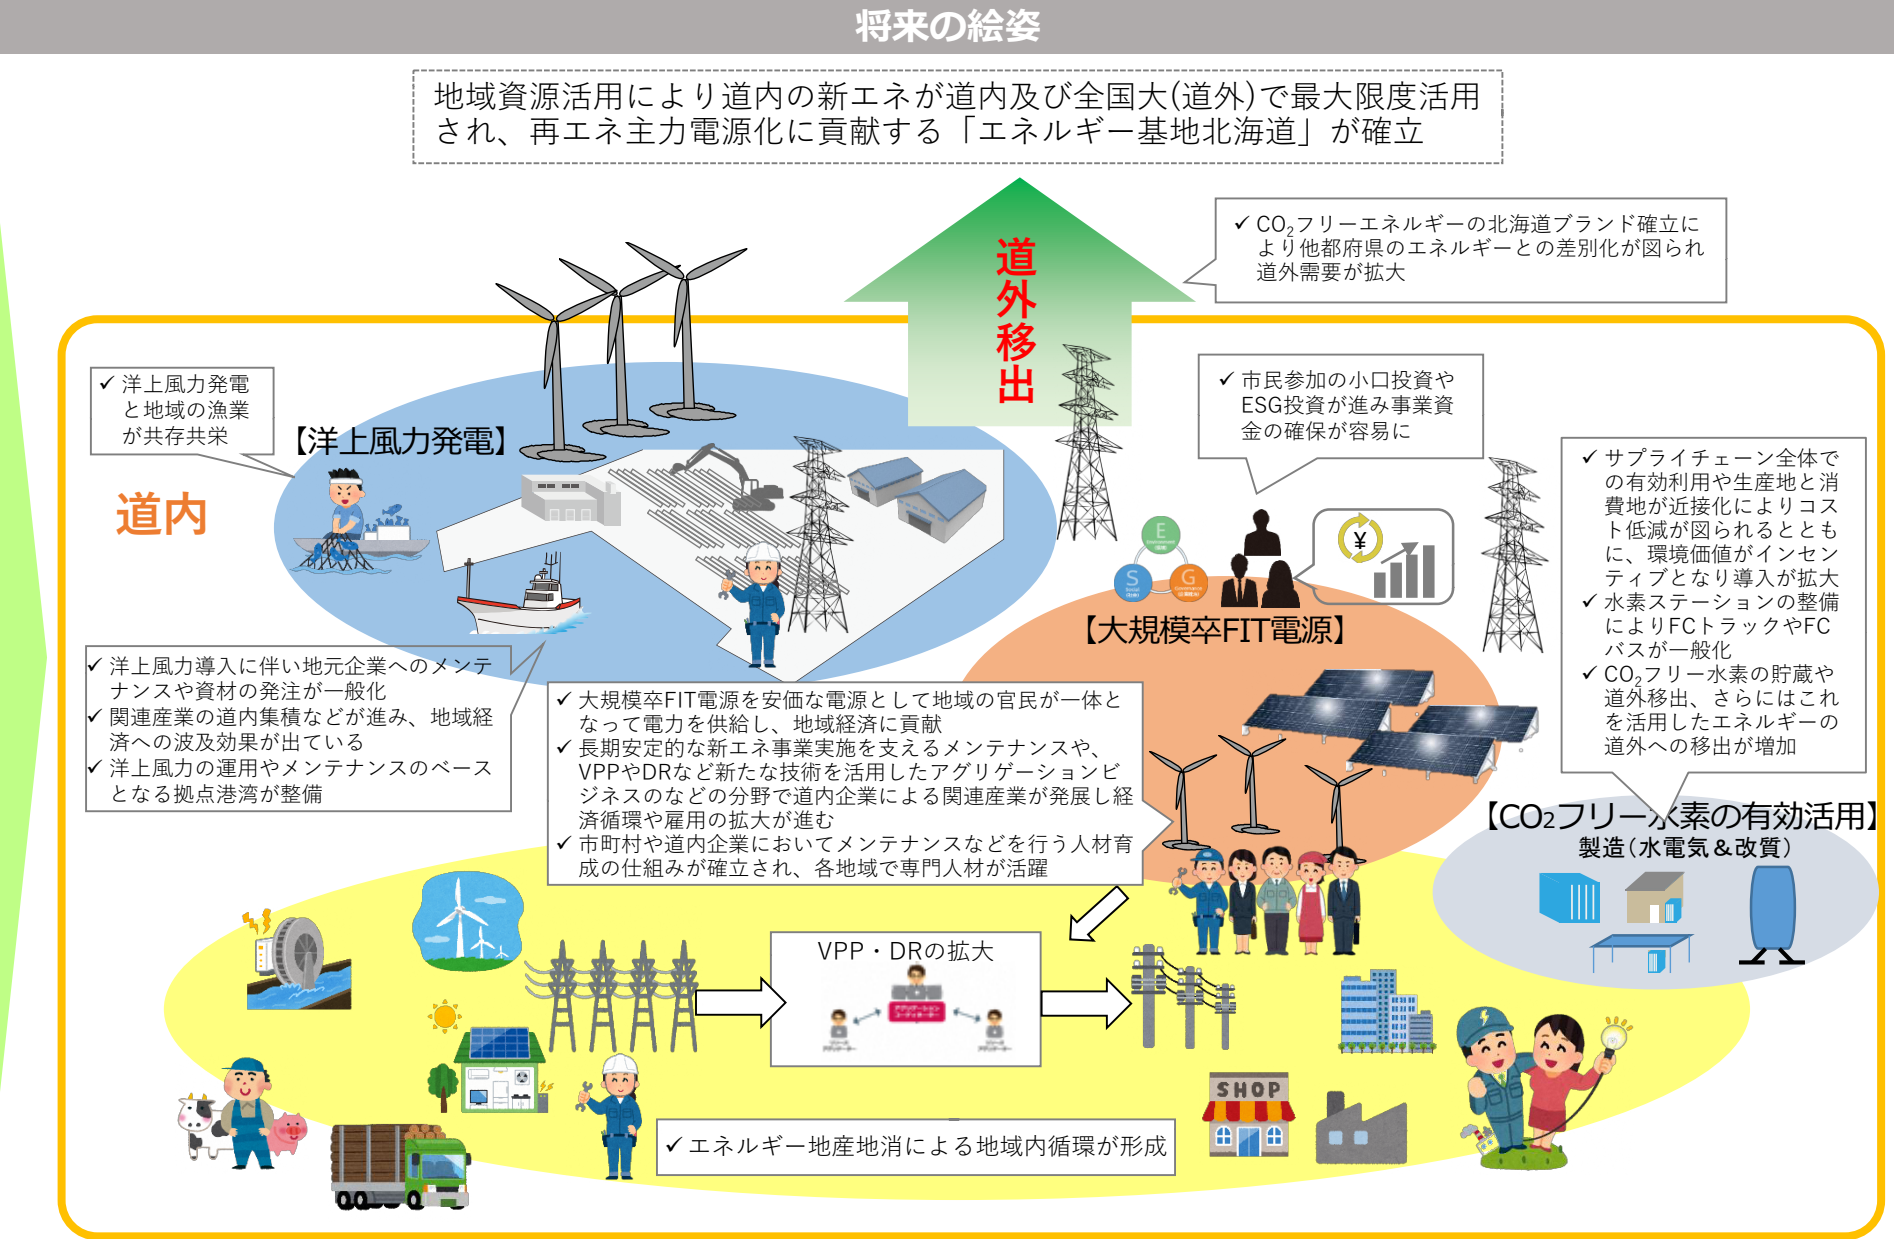 将来の絵姿
地域資源活用により道内の新エネが道内及び全国大(道外)で最大限度活用
され、再エネ主力電源化に貢献する「エネルギー基地北海道」が確立
道外移出
✓ CO₂フリーエネルギーの北海道ブランド確立に
より他都府県のエネルギーとの差別化が図られ
道外需要が拡大
✓ 洋上風力発電
と地域の漁業
が共存共栄
【洋上風力発電】
道内
✓ 市民参加の小口投資や
ESG投資が進み事業資
金の確保が容易に
E
S
G
¥
【大規模卒FIT電源】
✓ サプライチェーン全体で
の有効利用や生産地と消
費地が近接化によりコス
ト低減が図られるととも
に、環境価値がインセン
ティブとなり導入が拡大
✓ 水素ステーションの整備
によりFCトラックやFC
バスが一般化
✓ CO₂フリー水素の貯蔵や
道外移出、さらにはこれ
を活用したエネルギーの
道外への移出が増加
✓ 洋上風力導入に伴い地元企業へのメンテ
ナンスや資材の発注が一般化
✓ 関連産業の道内集積などが進み、地域経
済への波及効果が出ている
✓ 洋上風力の運用やメンテナンスのベース
となる拠点港湾が整備
✓ 大規模卒FIT電源を安価な電源として地域の官民が一体と
なって電力を供給し、地域経済に貢献
✓ 長期安定的な新エネ事業実施を支えるメンテナンスや、
VPPやDRなど新たな技術を活用したアグリゲーションビ
ジネスのなどの分野で道内企業による関連産業が発展し経
済循環や雇用の拡大が進む
✓ 市町村や道内企業においてメンテナンスなどを行う人材育
成の仕組みが確立され、各地域で専門人材が活躍
【CO₂フリー水素の有効活用】
製造(水電気＆改質)
VPP・DRの拡大
SHOP
✓ エネルギー地産地消による地域内循環が形成